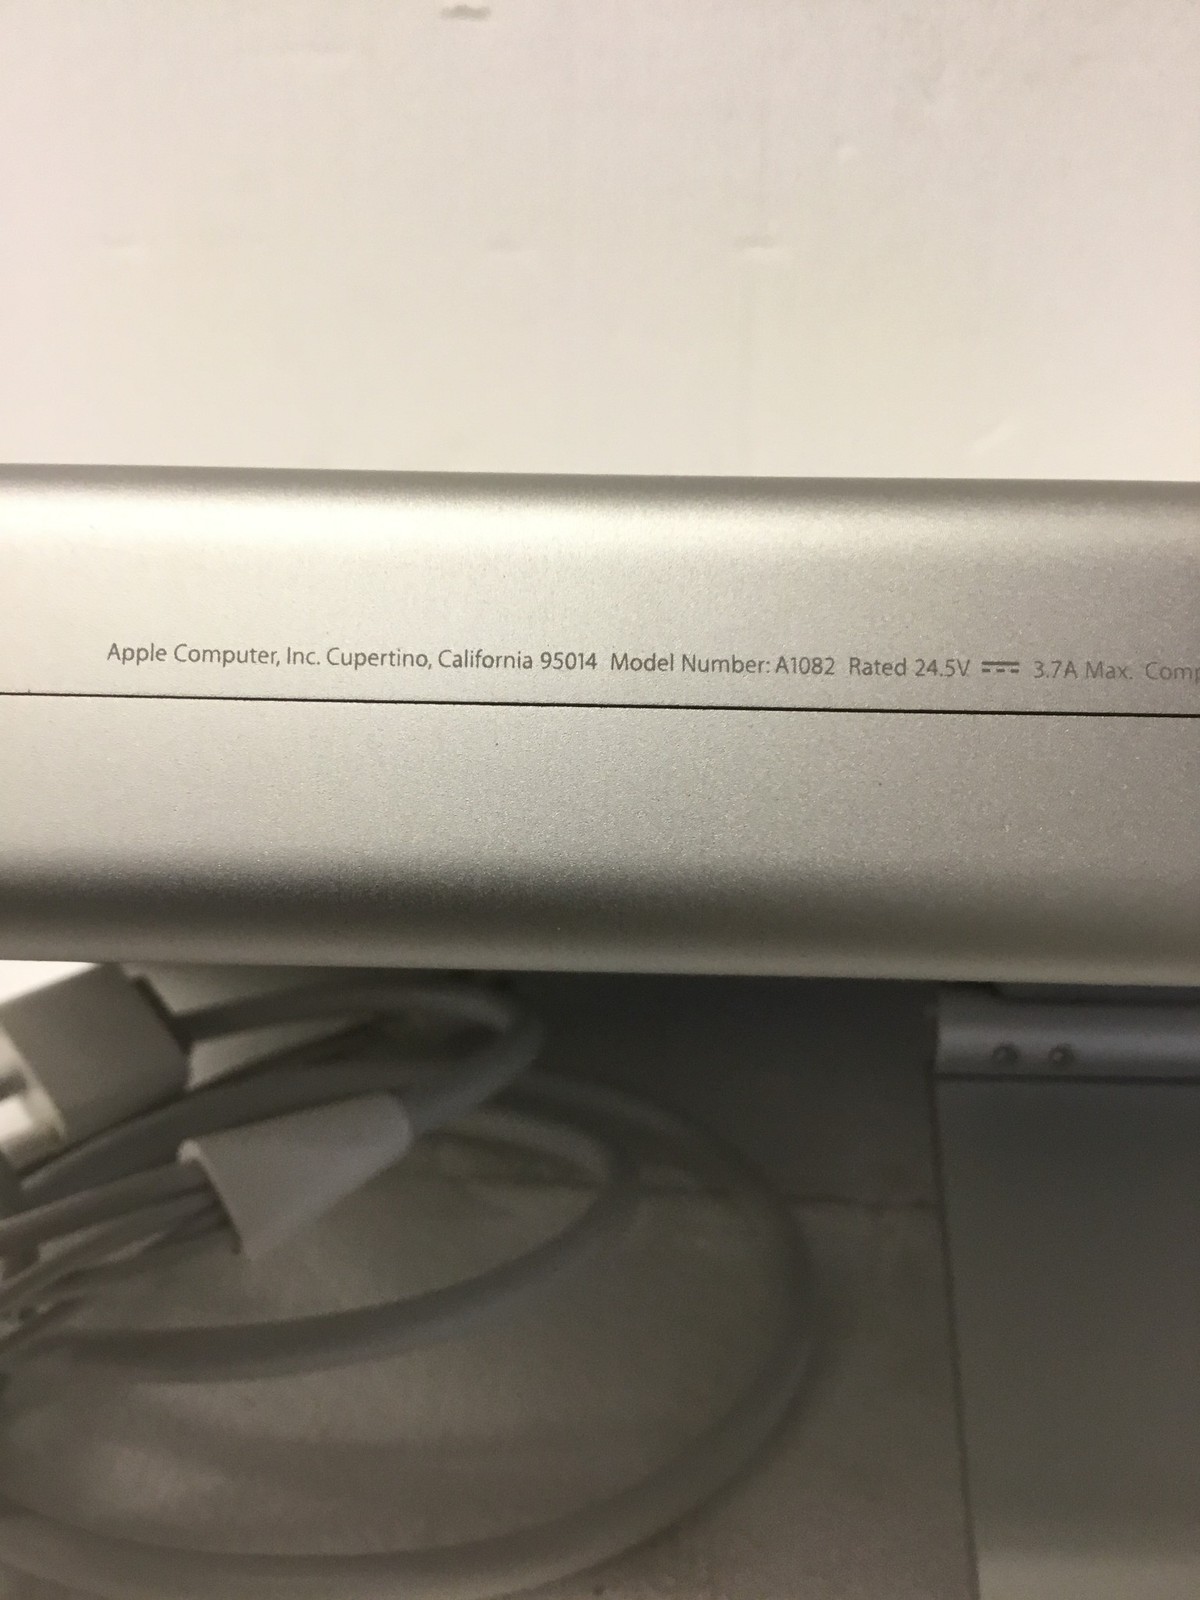 Apple Computer, Inc. Cupertino, California 95014 Model Number: A1082 Rated 24.5V ⎓ 3.7A Max.